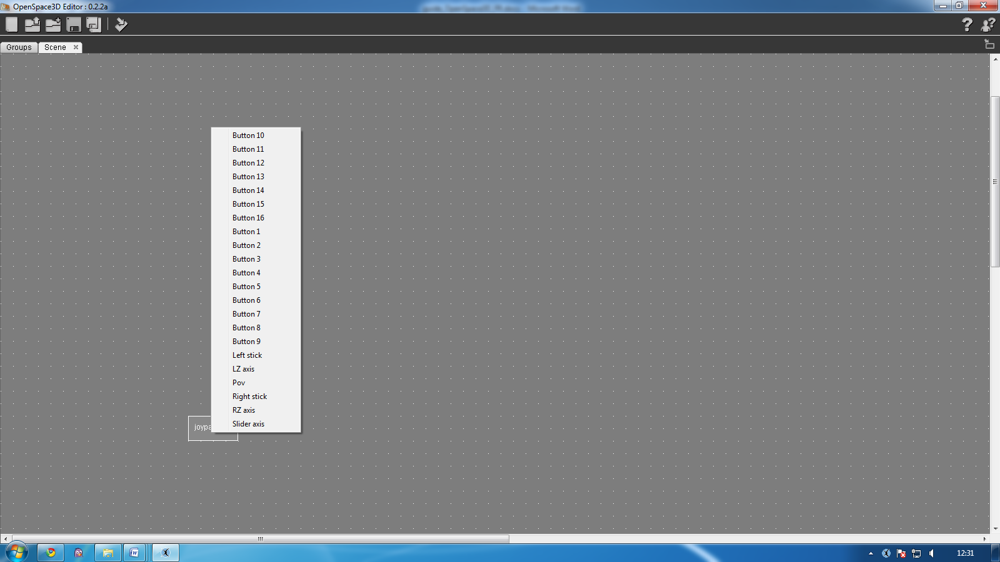 OpenSpace3D Editor : 0.2.2a
Groups
Scene
Button 10
Button 11
Button 12
Button 13
Button 14
Button 15
Button 16
Button 1
Button 2
Button 3
Button 4
Button 5
Button 6
Button 7
Button 8
Button 9
Left stick
LZ axis
Pov
Right stick
RZ axis
Slider axis
joypa
12:31